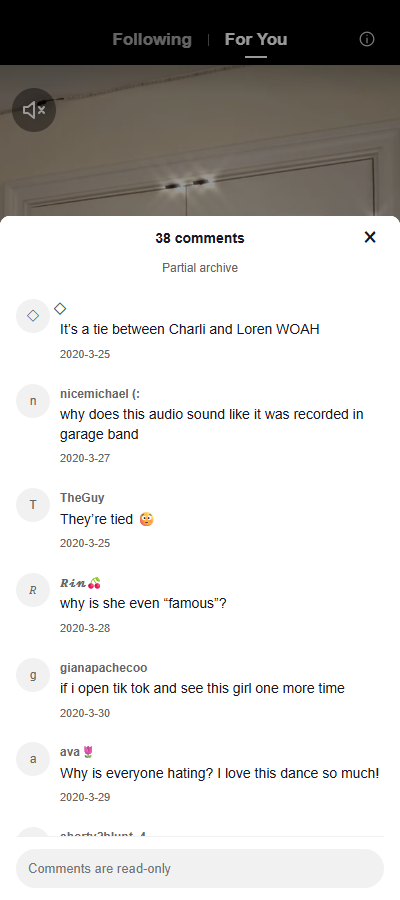 Following
For You
38 comments
Partial archive
◇
◇
It's a tie between Charli and Loren WOAH
2020-3-25
n
nicemichael (:
why does this audio sound like it was recorded in
garage band
2020-3-27
T
TheGuy
They're tied 🥵
2020-3-25
R
𝑹𝒊𝒏🍒
why is she even “famous”?
2020-3-28
g
gianapachecoo
if i open tik tok and see this girl one more time
2020-3-30
a
ava🌷
Why is everyone hating? I love this dance so much!
2020-3-29
Comments are read-only